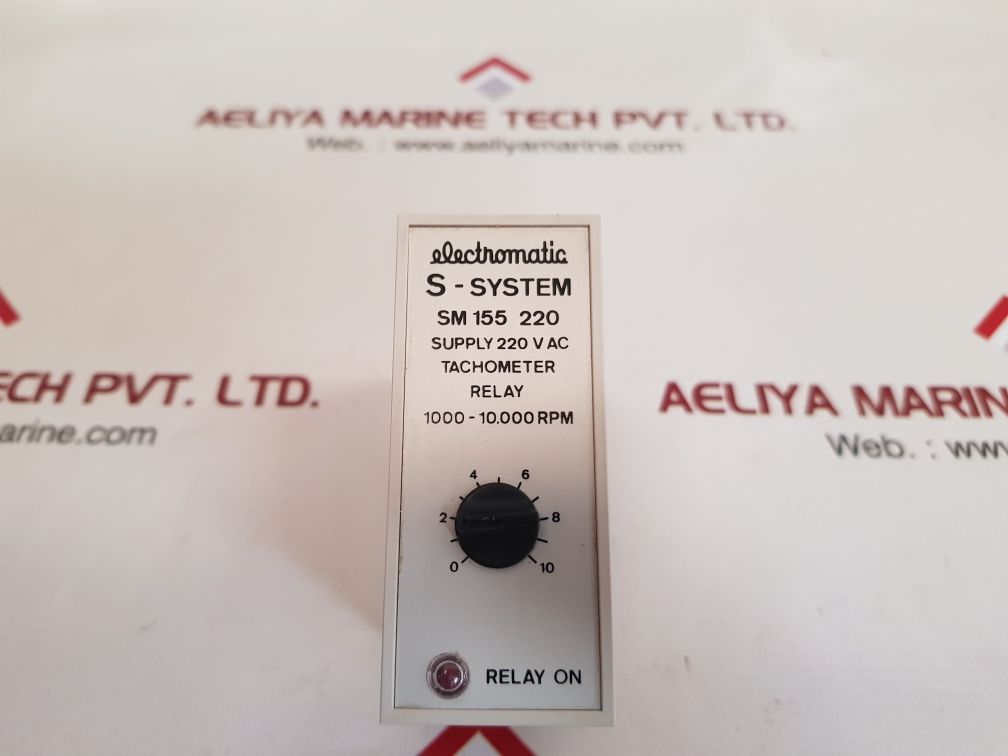 AELIYA MARINE TECH PVT. LTD.
Web. : www.aeliyamarine.com
electromatic
S - SYSTEM
SM 155 220
SUPPLY 220 V AC
TACHOMETER
RELAY
1000 - 10.000 RPM
TECH PVT. LTD.
arine.com
AELIYA MARIN
Web. : ww
4 6
2 8
0 10
RELAY ON